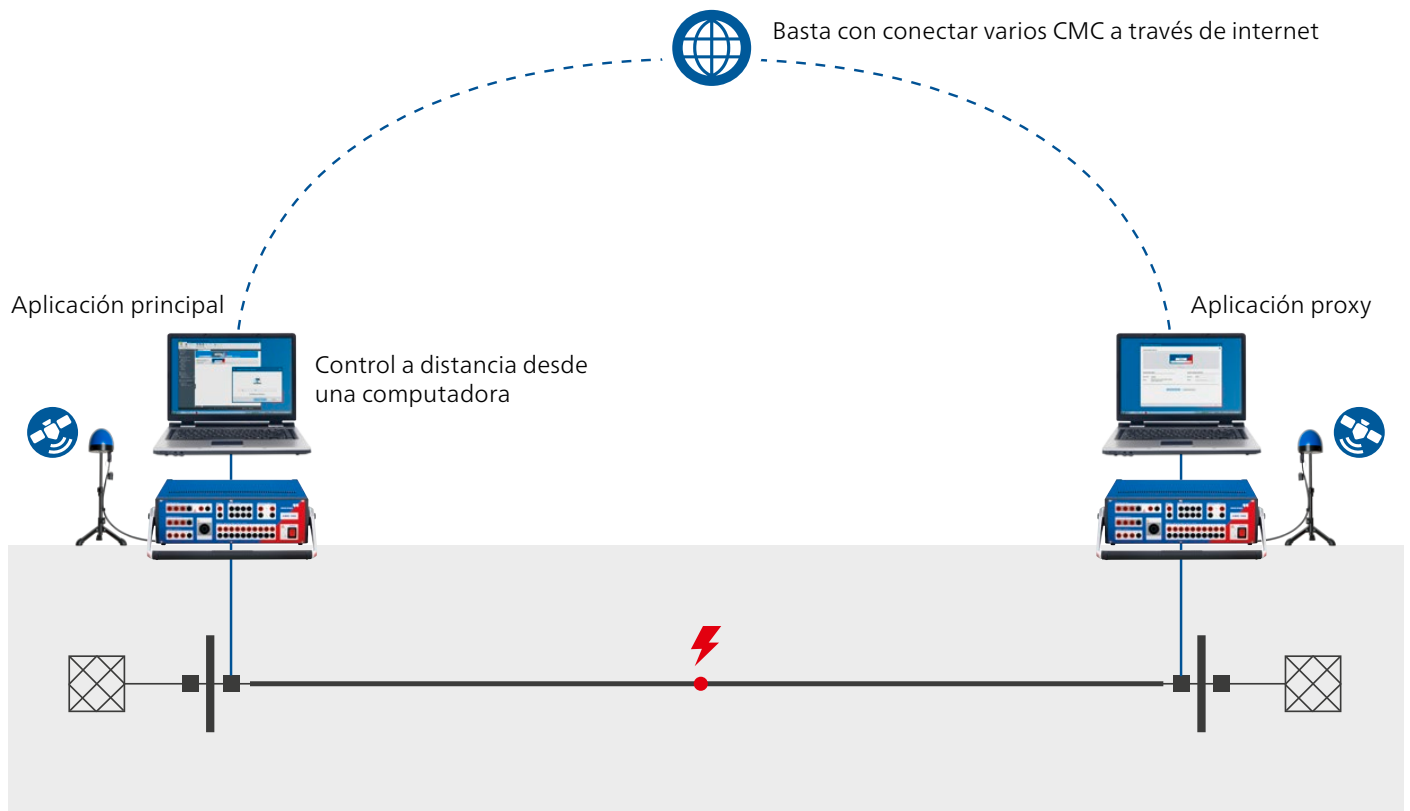 Basta con conectar varios CMC a través de internet
Aplicación principal
Aplicación proxy
Control a distancia desde
una computadora